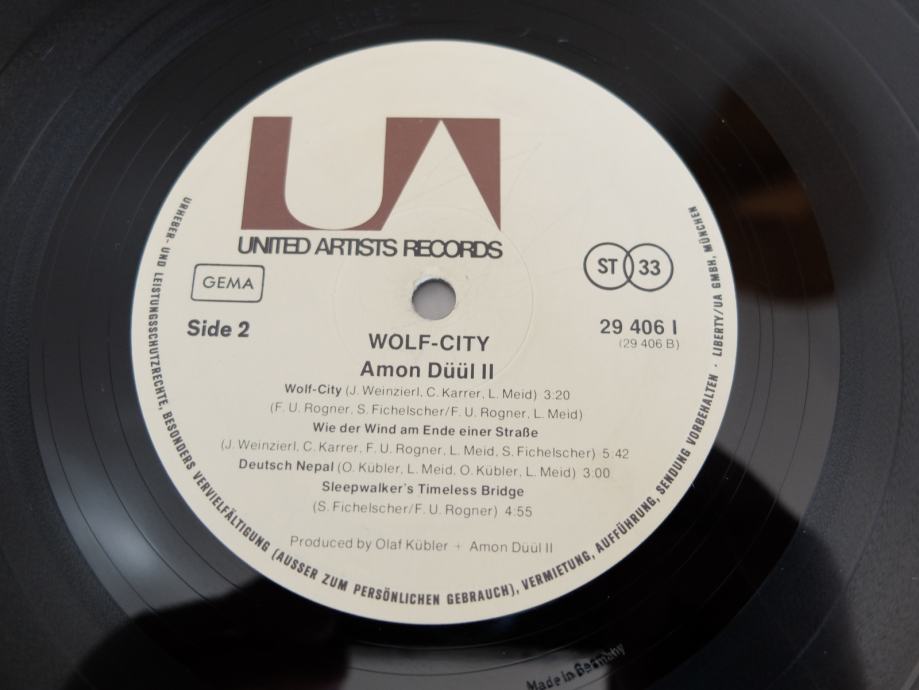 UA
UNITED ARTISTS RECORDS
GEMA
ST 33
Side 2
29 406 I
(29 406 B)
WOLF-CITY
Amon Düül II
Wolf-City (J. Weinzierl, C. Karrer, L. Meid) 3:20
(F. U. Rogner, S. Fichelscher/F. U. Rogner, L. Meid)
Wie der Wind am Ende einer Straße
(J. Weinzierl, C. Karrer, F. U. Rogner, L. Meid, S. Fichelscher) 5:42
Deutsch Nepal (O. Kübler, L. Meid, O. Kübler, L. Meid) 3:00
Sleepwalker's Timeless Bridge
(S. Fichelscher/F. U. Rogner) 4:55
Produced by Olaf Kübler + Amon Düül II
URHEBER- UND LEISTUNGSSCHUTZRECHTE, BESONDERS VERVIELFÄLTIGUNG (AUSSER ZUM PERSÖNLICHEN GEBRAUCH), VERMIETUNG, AUFFÜHRUNG, SENDUNG VORBEHALTEN · LIBERTY/UA GMBH, MÜNCHEN
Made in Germany